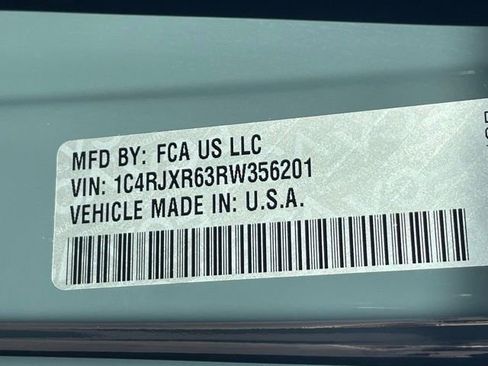 MFD BY: FCA US LLC
VIN: 1C4RJXR63RW356201
VEHICLE MADE IN: U.S.A.